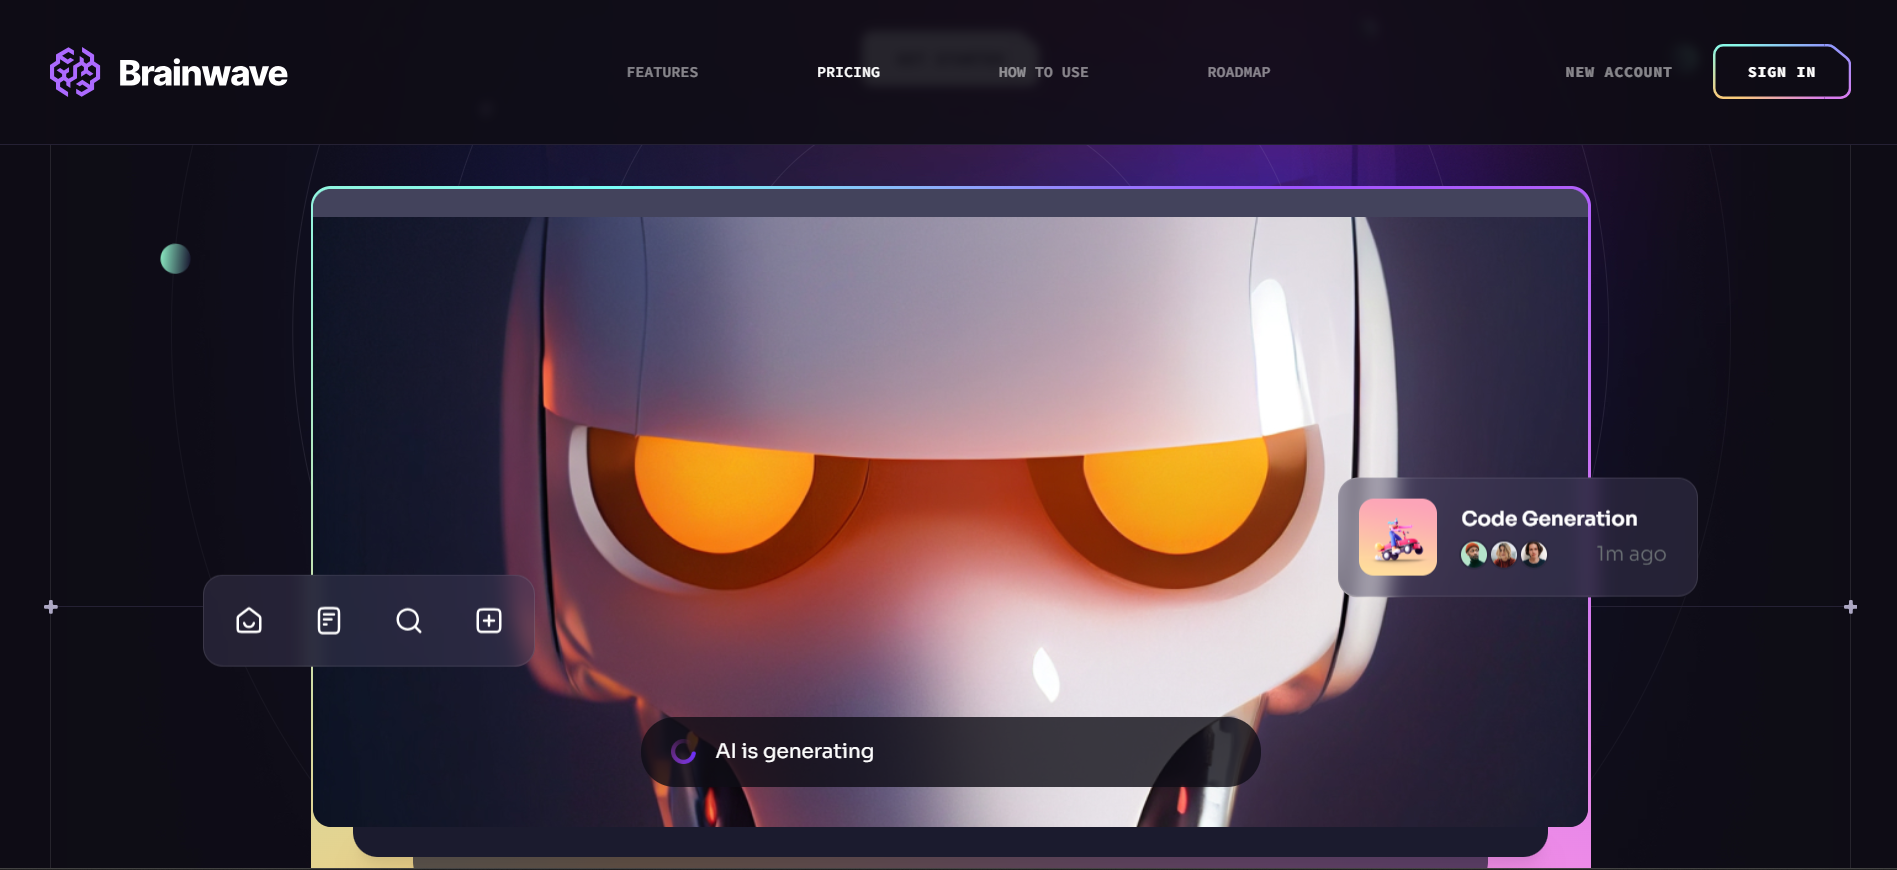 Brainwave
FEATURES
PRICING
HOW TO USE
ROADMAP
NEW ACCOUNT
SIGN IN
Code Generation
1m ago
AI is generating